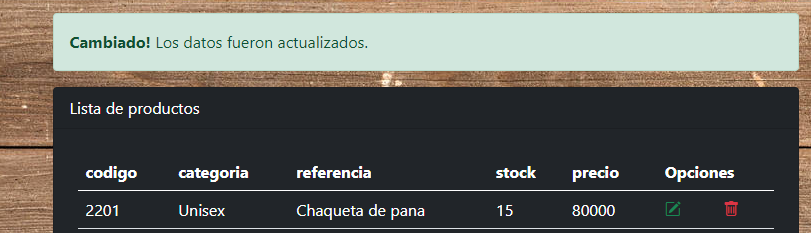 Cambiado! Los datos fueron actualizados.
Lista de productos
codigo categoria referencia stock precio Opciones
2201 Unisex Chaqueta de pana 15 80000